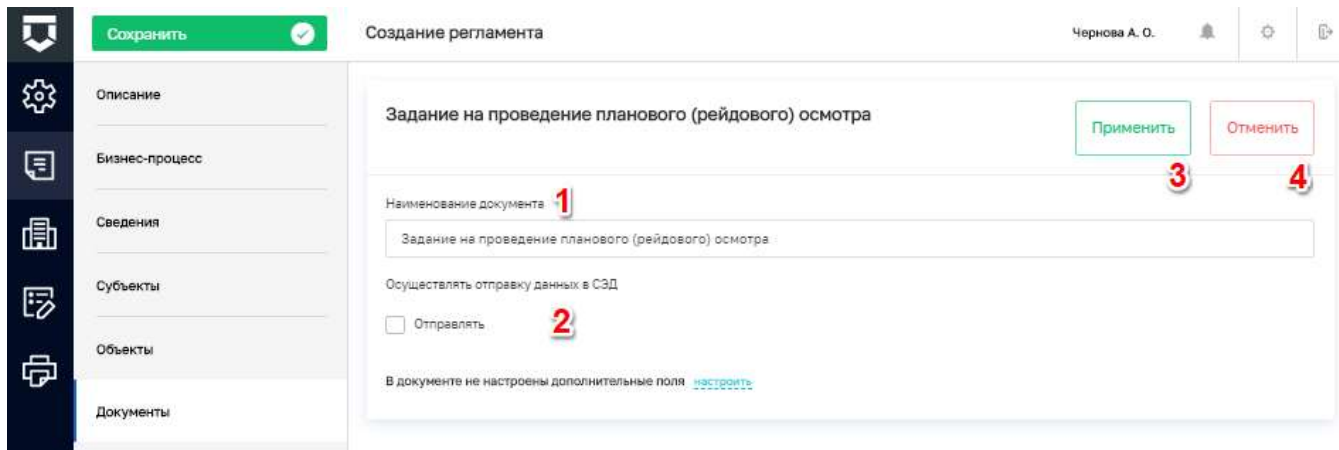 Сохранить
Создание регламента
Чернова А. О.
Описание
Бизнес-процесс
Сведения
Субъекты
Объекты
Документы
Задание на проведение планового (рейдового) осмотра
Применить
Отменить
3
4
Наименование документа 1
Задание на проведение планового (рейдового) осмотра
Осуществлять отправку данных в СЭД
Отправлять 2
В документе не настроены дополнительные поля настроить